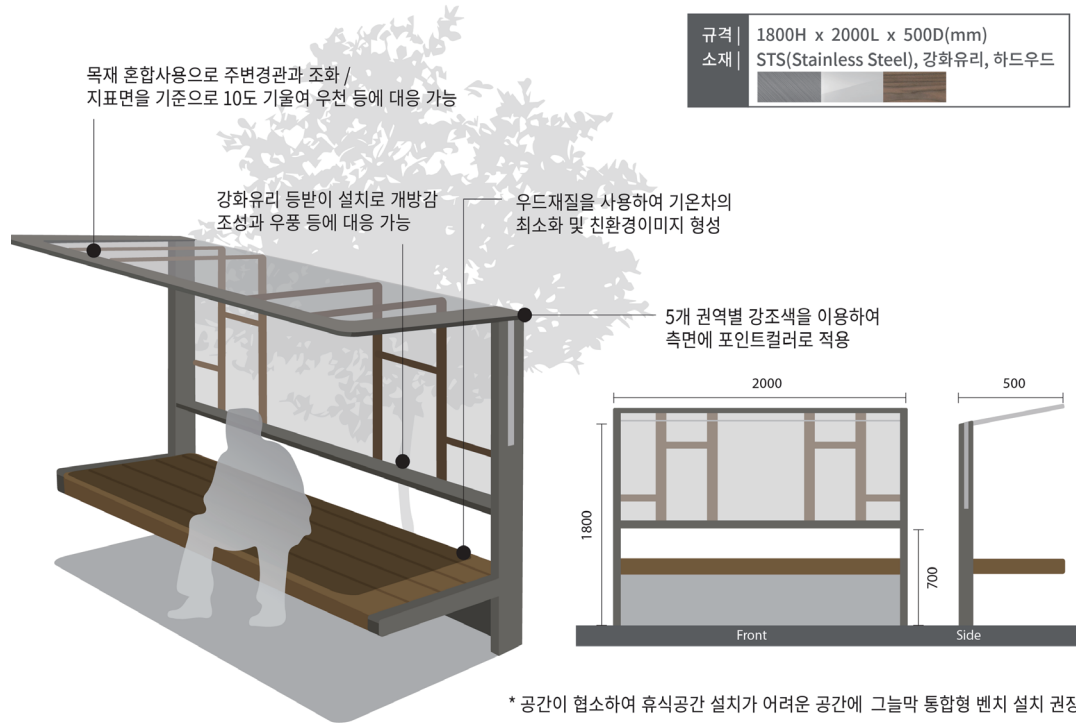 규격 | 1800H x 2000L x 500D(mm)
소재 | STS(Stainless Steel), 강화유리, 하드우드
목재 혼합사용으로 주변경관과 조화 /
지표면을 기준으로 10도 기울여 우천 등에 대응 가능
강화유리 등받이 설치로 개방감
조성과 우풍 등에 대응 가능
우드재질을 사용하여 기온차의
최소화 및 친환경이미지 형성
5개 권역별 강조색을 이용하여
측면에 포인트컬러로 적용
2000
500
1800
700
Front
Side
* 공간이 협소하여 휴식공간 설치가 어려운 공간에 그늘막 통합형 벤치 설치 권장